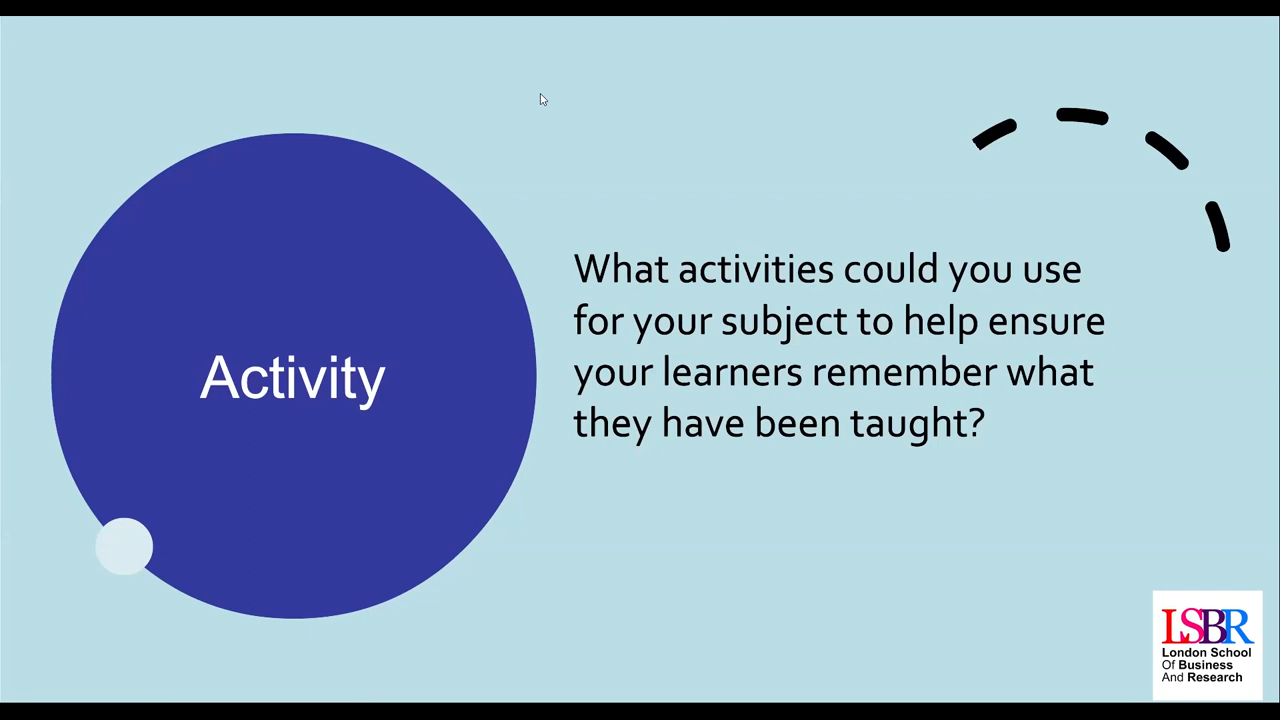 Activity
What activities could you use
for your subject to help ensure
your learners remember what
they have been taught?
LSBR
London School
Of Business
And Research